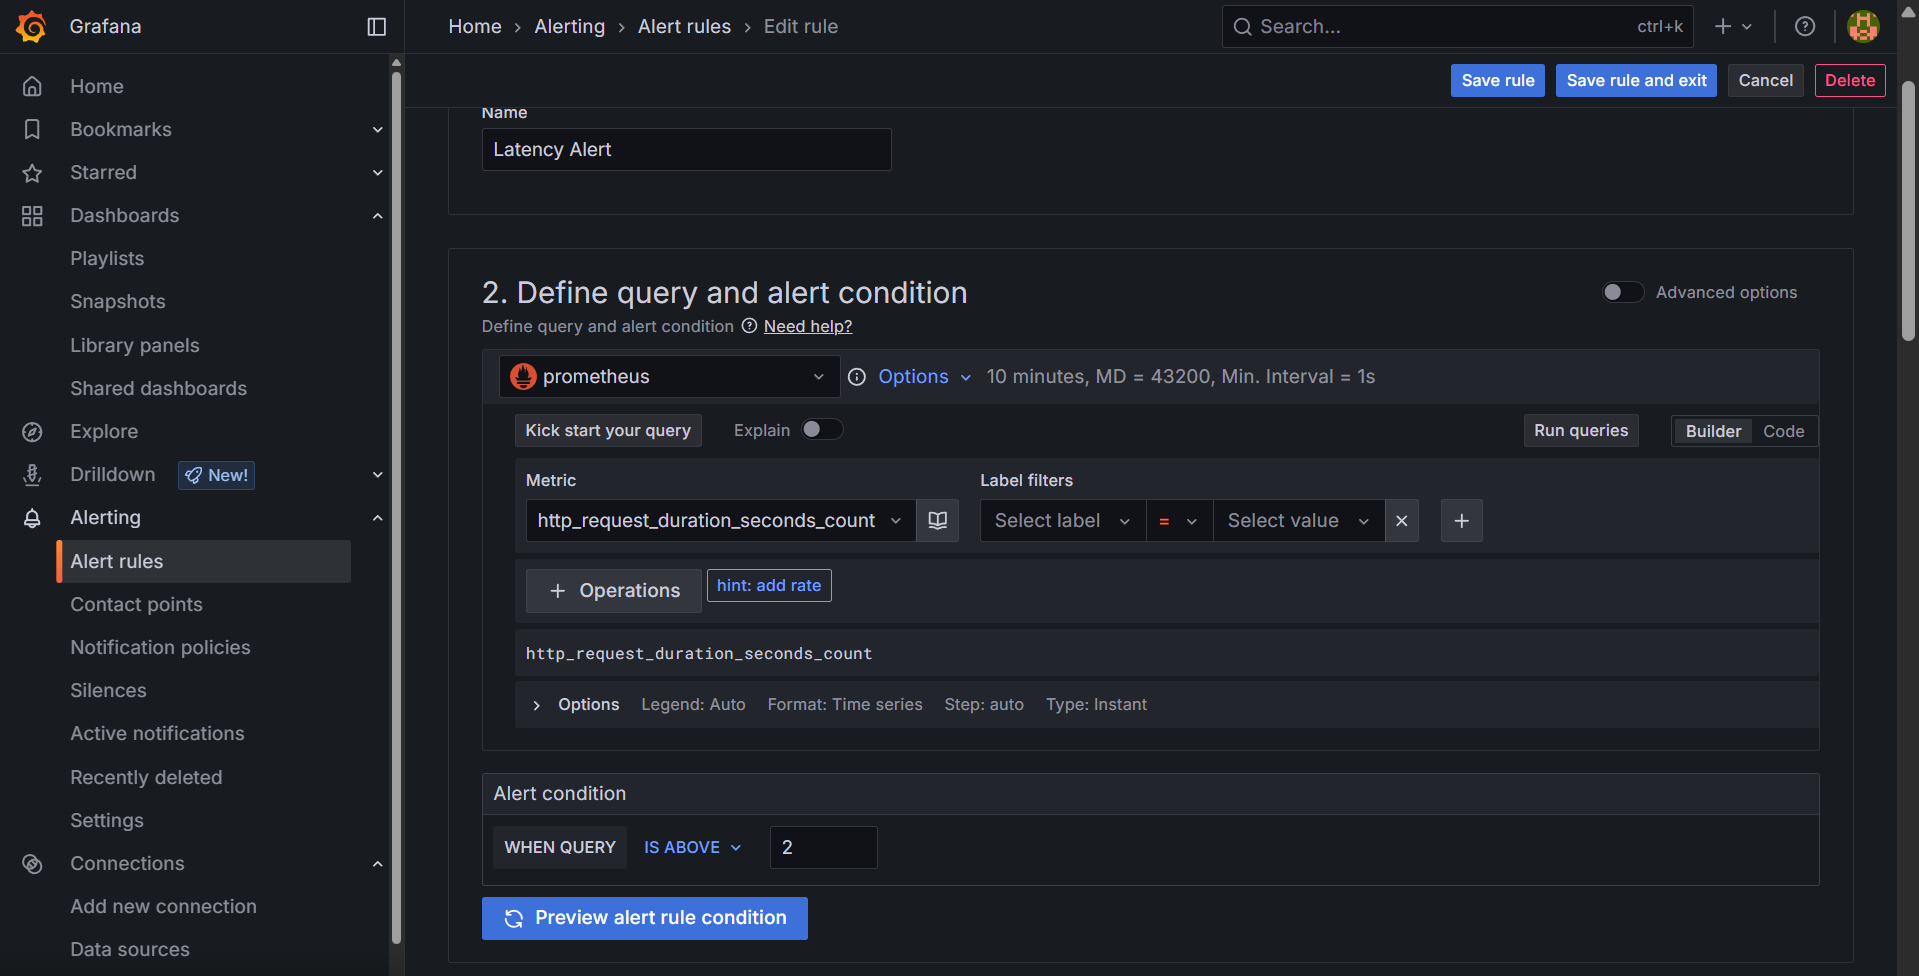 Grafana
Home
Bookmarks
Starred
Dashboards
Playlists
Snapshots
Library panels
Shared dashboards
Explore
Drilldown New!
Alerting
Alert rules
Contact points
Notification policies
Silences
Active notifications
Recently deleted
Settings
Connections
Add new connection
Data sources
Home › Alerting › Alert rules › Edit rule
Search... ctrl+k
Save rule Save rule and exit Cancel Delete
Name
Latency Alert
2. Define query and alert condition
Advanced options
Define query and alert condition Need help?
prometheus Options 10 minutes, MD = 43200, Min. Interval = 1s
Kick start your query Explain Run queries Builder Code
Metric Label filters
http_request_duration_seconds_count Select label = Select value
+ Operations hint: add rate
http_request_duration_seconds_count
Options Legend: Auto Format: Time series Step: auto Type: Instant
Alert condition
WHEN QUERY IS ABOVE 2
Preview alert rule condition